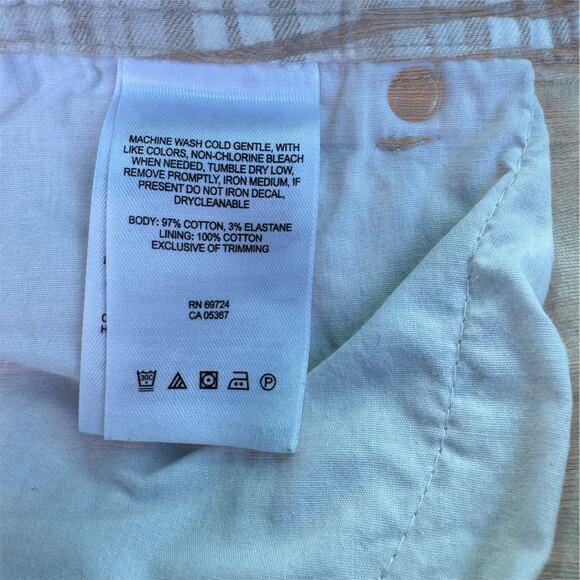 MACHINE WASH COLD GENTLE, WITH
LIKE COLORS, NON-CHLORINE BLEACH
WHEN NEEDED, TUMBLE DRY LOW,
REMOVE PROMPTLY, IRON MEDIUM, IF
PRESENT DO NOT IRON DECAL,
DRYCLEANABLE
BODY: 97% COTTON, 3% ELASTANE
LINING: 100% COTTON
EXCLUSIVE OF TRIMMING
RN 69724
CA 05367
30C P